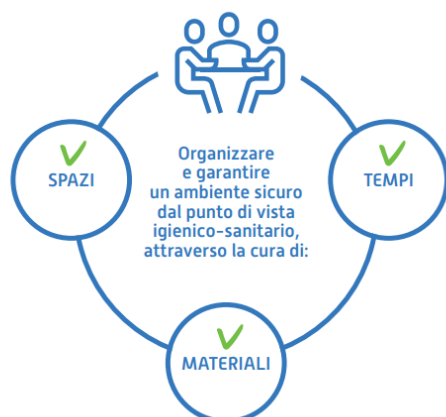 Organizzare
e garantire
un ambiente sicuro
dal punto di vista
igienico-sanitario,
attraverso la cura di:
SPAZI
TEMPI
MATERIALI